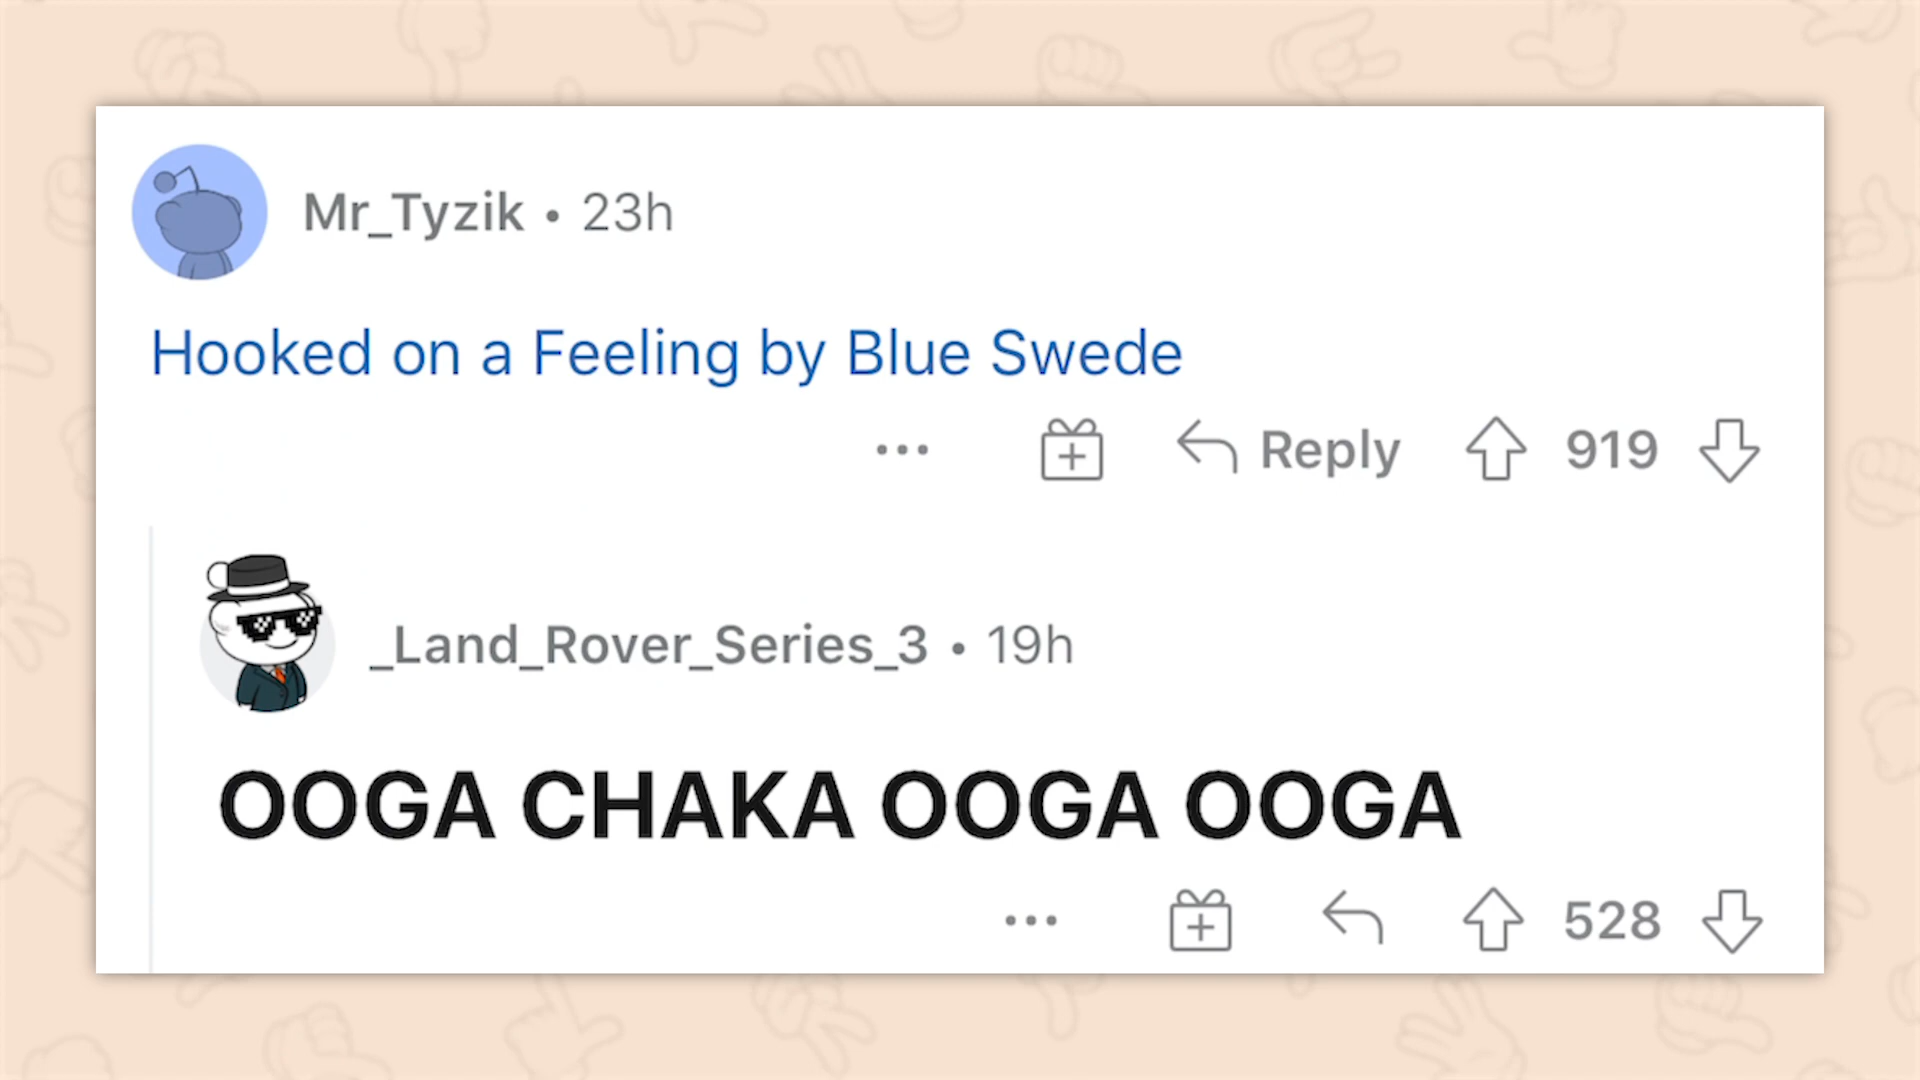 Mr_Tyzik • 23h
Hooked on a Feeling by Blue Swede
Reply 919
_Land_Rover_Series_3 • 19h
OOGA CHAKA OOGA OOGA
528